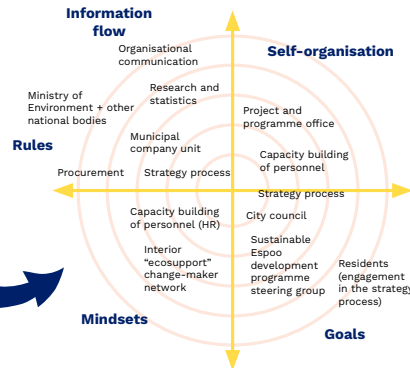 Information
flow
Organisational
communication
Self-organisation
Research and
statistics
Ministry of
Environment + other
national bodies
Project and
programme office
Rules
Municipal
company unit
Capacity building
of personnel
Procurement
Strategy process
Strategy process
Capacity building
of personnel (HR)
City council
Interior
“ecosupport”
change-maker
network
Sustainable
Espoo
development
programme
steering group
Residents
(engagement
in the strategy
process)
Mindsets
Goals